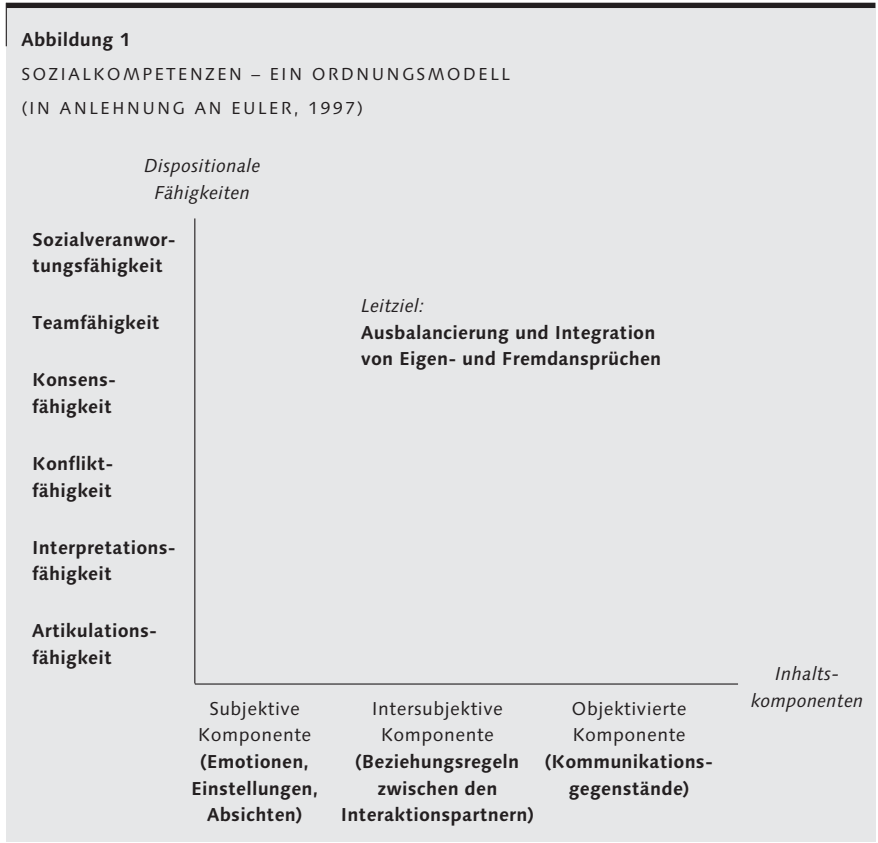 Abbildung 1
SOZIALKOMPETENZEN – EIN ORDNUNGSMODELL
(IN ANLEHNUNG AN EULER, 1997)
Dispositionale
Fähigkeiten
Sozialveranwor-
tungsfähigkeit
Teamfähigkeit
Konsens-
fähigkeit
Konflikt-
fähigkeit
Interpretations-
fähigkeit
Artikulations-
fähigkeit
Leitziel:
Ausbalancierung und Integration
von Eigen- und Fremdansprüchen
Inhalts-
komponenten
Subjektive
Komponente
(Emotionen,
Einstellungen,
Absichten)
Intersubjektive
Komponente
(Beziehungsregeln
zwischen den
Interaktionspartnern)
Objektivierte
Komponente
(Kommunikations-
gegenstände)